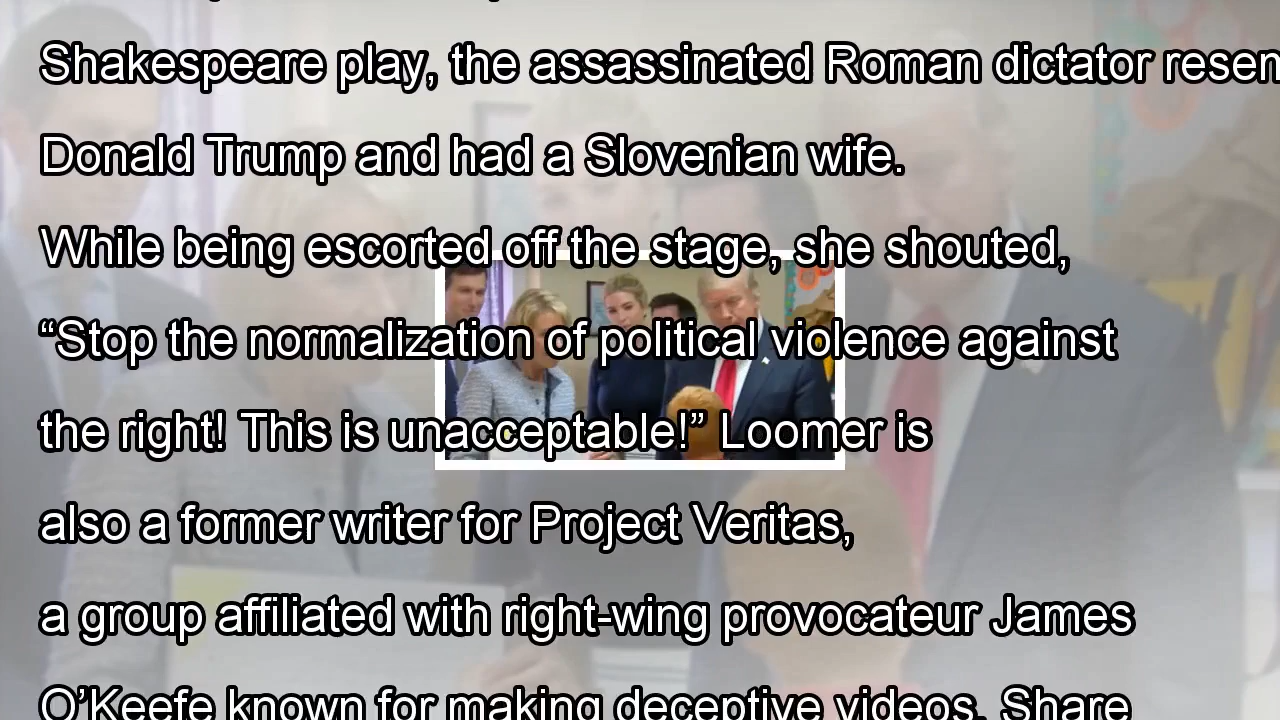 Shakespeare play, the assassinated Roman dictator resen
Donald Trump and had a Slovenian wife.
While being escorted off the stage, she shouted,
“Stop the normalization of political violence against
the right! This is unacceptable!” Loomer is
also a former writer for Project Veritas,
a group affiliated with right-wing provocateur James
O’Keefe known for making deceptive videos. Share